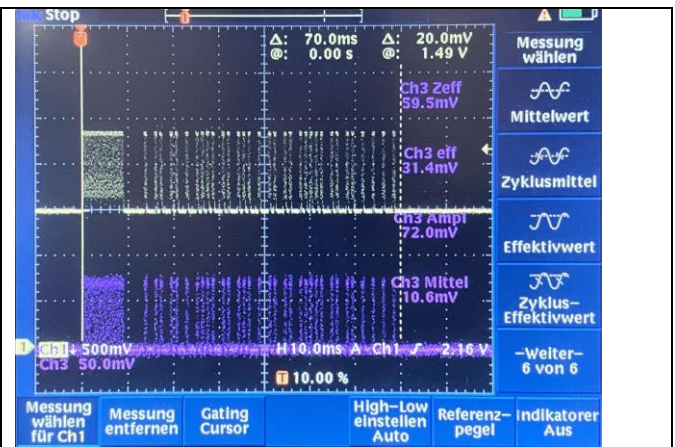 Stop
Δ: 70.0ms Δ: 20.0mV
@: 0.00 s @: 1.49 V
Ch3 Zeff
59.5mV
Ch3 eff
31.4mV
Ch3 Ampl
72.0mV
Ch3 Mittel
10.6mV
1
Ch1 500mV H 10.0ms A Ch1 2.16 V
Ch3 50.0mV
T 10.00 %
Messung
wählen
Mittelwert
Zyklusmittel
Effektivwert
Zyklus–
Effektivwert
–Weiter–
6 von 6
Messung
wählen
für Ch1
Messung
entfernen
Gating
Cursor
High–Low
einstellen
Auto
Referenz–
pegel
Indikatoren
Aus